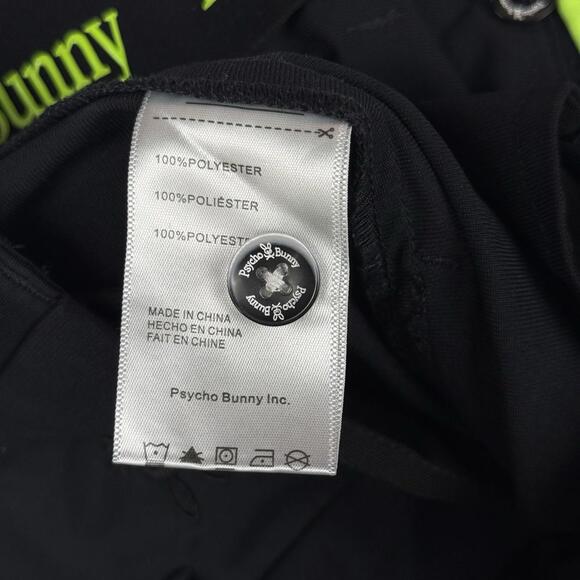 Bunny
100%POLYESTER
100%POLIÉSTER
100%POLYEST
Psycho Bunny
Psycho Bunny
MADE IN CHINA
HECHO EN CHINA
FAIT EN CHINE
Psycho Bunny Inc.